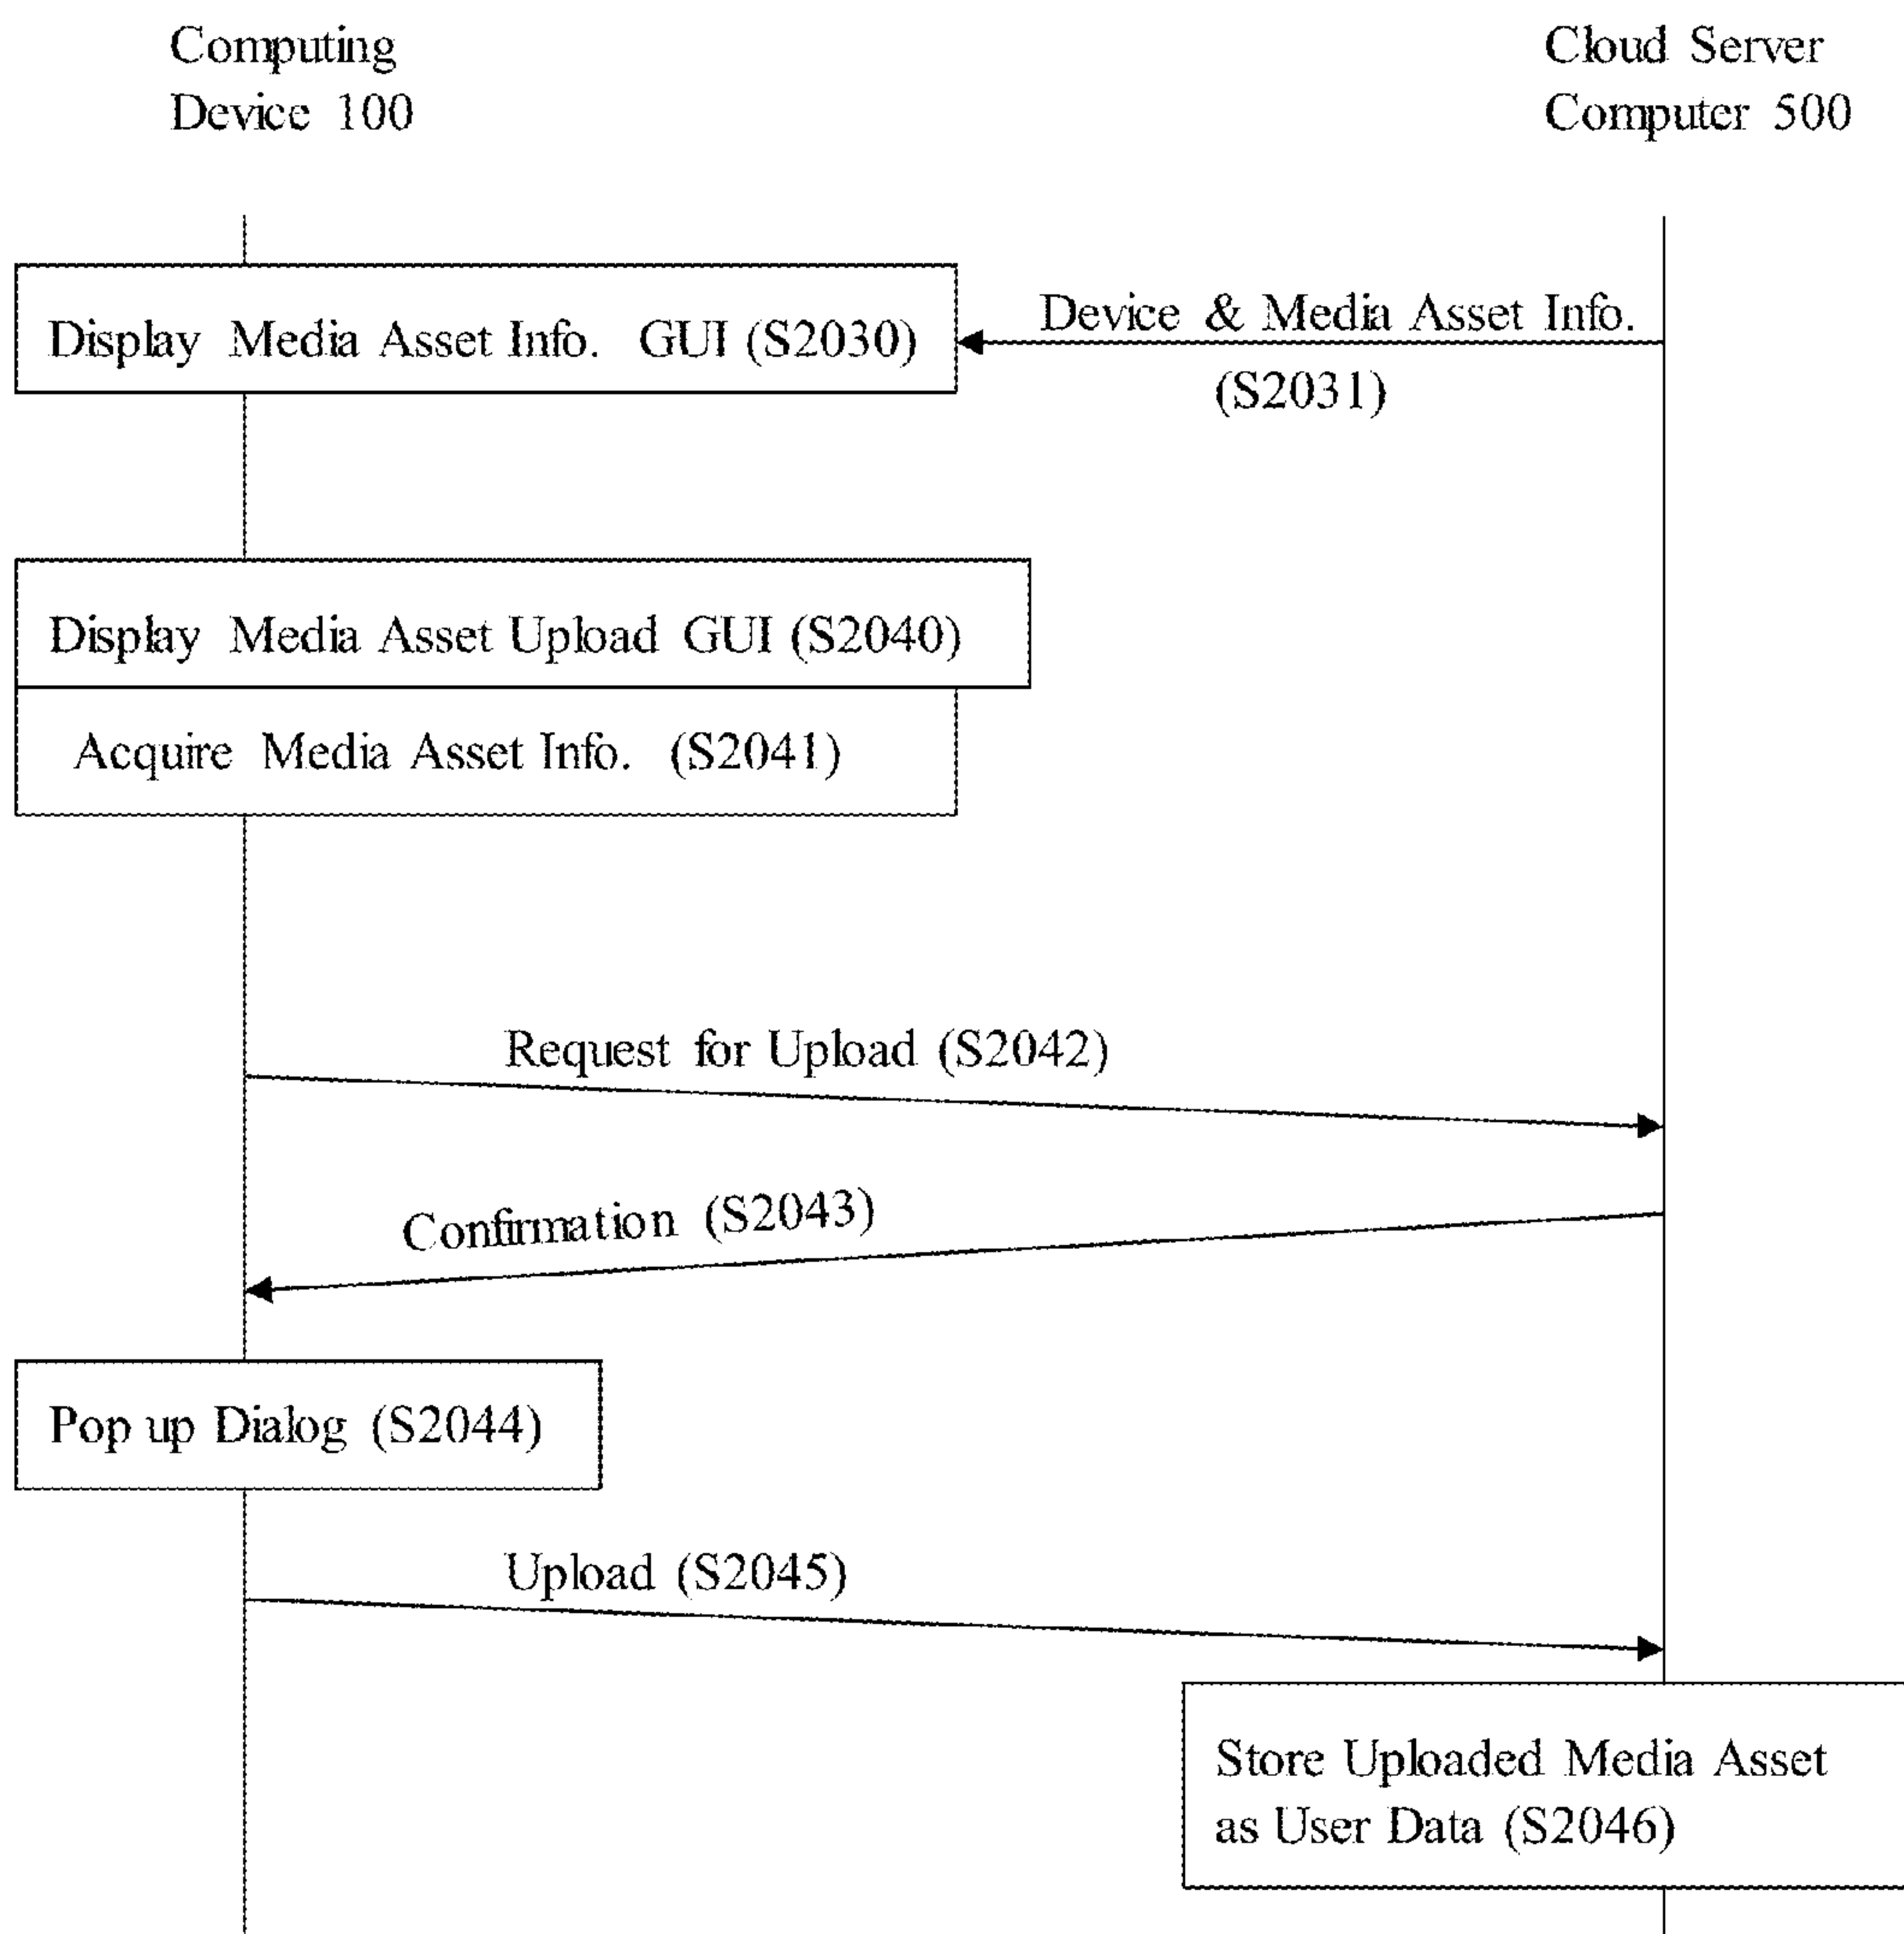 Computing
Device 100
Cloud Server
Computer 500
Display Media Asset Info. GUI (S2030)
Device & Media Asset Info.
(S2031)
Display Media Asset Upload GUI (S2040)
Acquire Media Asset Info. (S2041)
Request for Upload (S2042)
Confirmation (S2043)
Pop up Dialog (S2044)
Upload (S2045)
Store Uploaded Media Asset
as User Data (S2046)